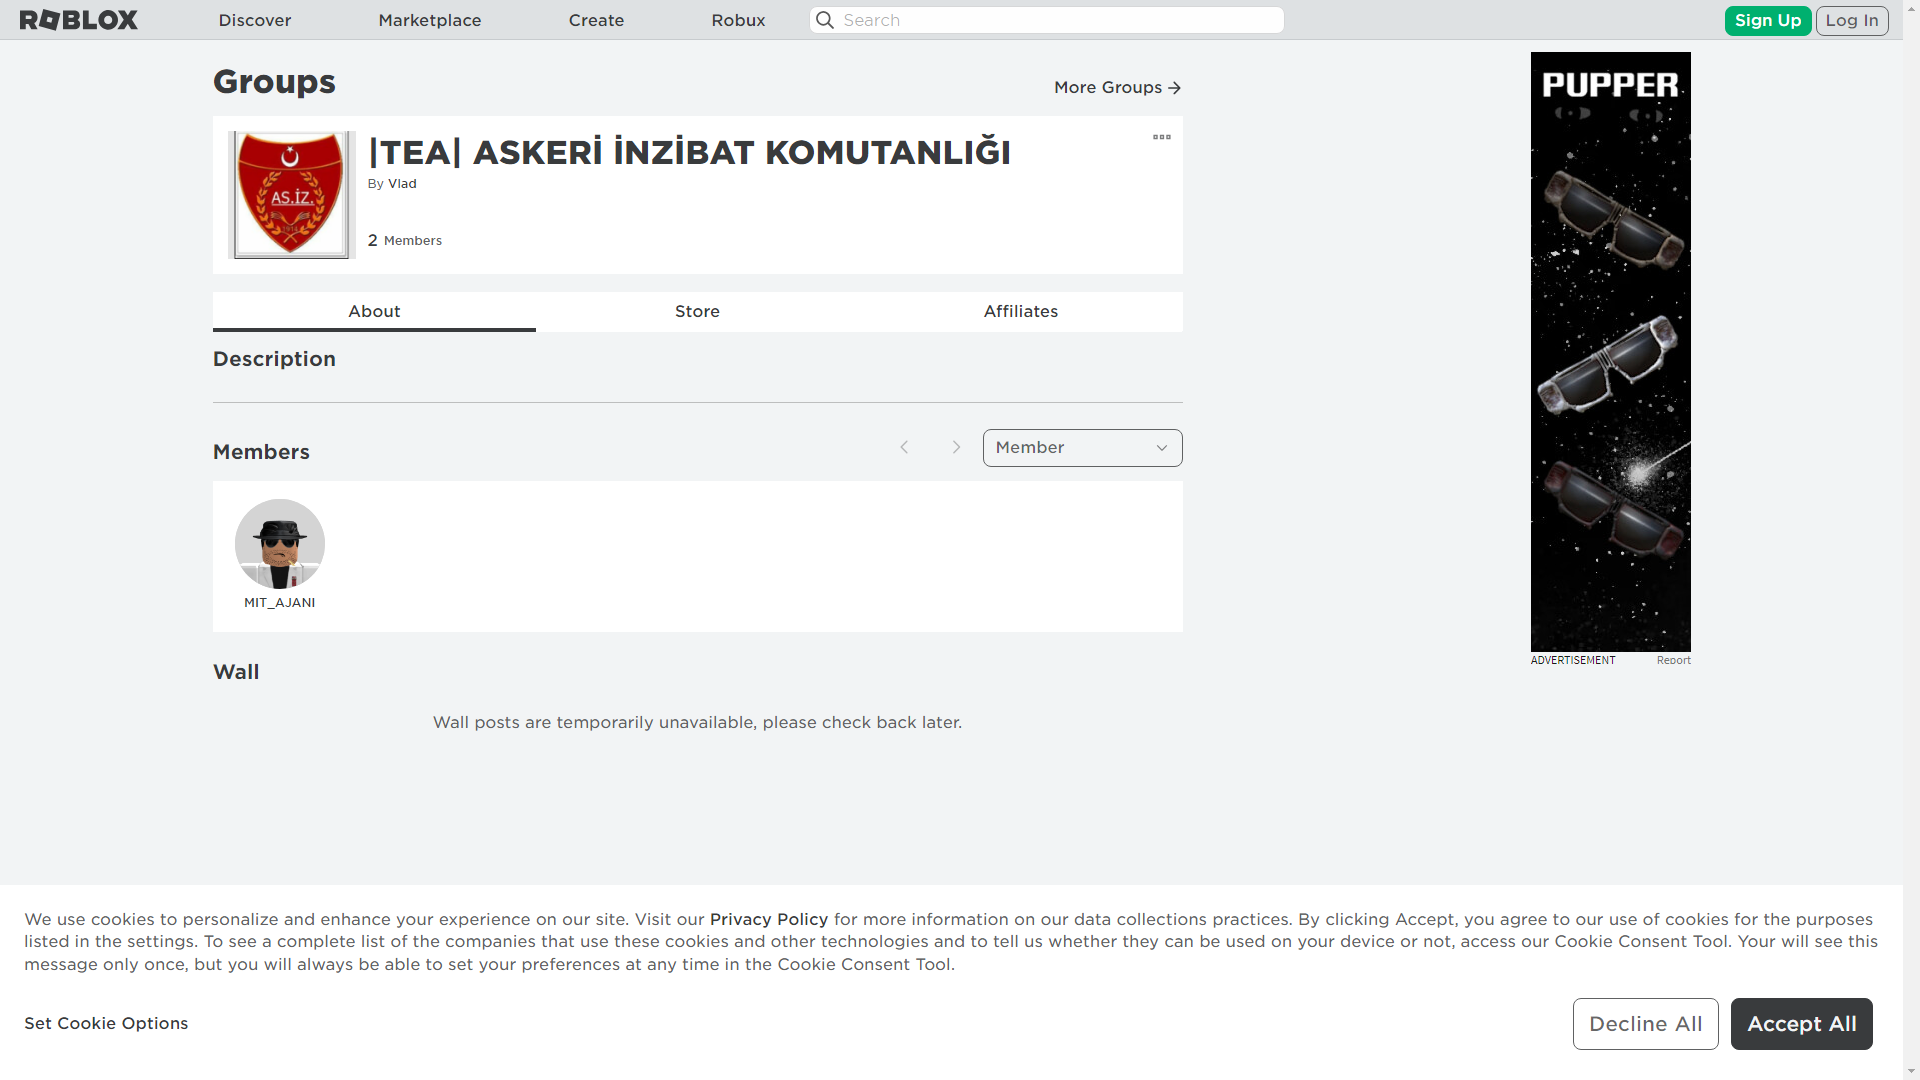 ROBLOX
Discover
Marketplace
Create
Robux
Search
Sign Up
Log In
Groups
More Groups
|TEA| ASKERİ İNZİBAT KOMUTANLIĞI
By Vlad
2 Members
AS.İZ.
1914
About
Store
Affiliates
Description
Members
Member
MIT_AJANI
Wall
Wall posts are temporarily unavailable, please check back later.
PUPPER
ADVERTISEMENT
Report
We use cookies to personalize and enhance your experience on our site. Visit our Privacy Policy for more information on our data collections practices. By clicking Accept, you agree to our use of cookies for the purposes
listed in the settings. To see a complete list of the companies that use these cookies and other technologies and to tell us whether they can be used on your device or not, access our Cookie Consent Tool. Your will see this
message only once, but you will always be able to set your preferences at any time in the Cookie Consent Tool.
Set Cookie Options
Decline All
Accept All